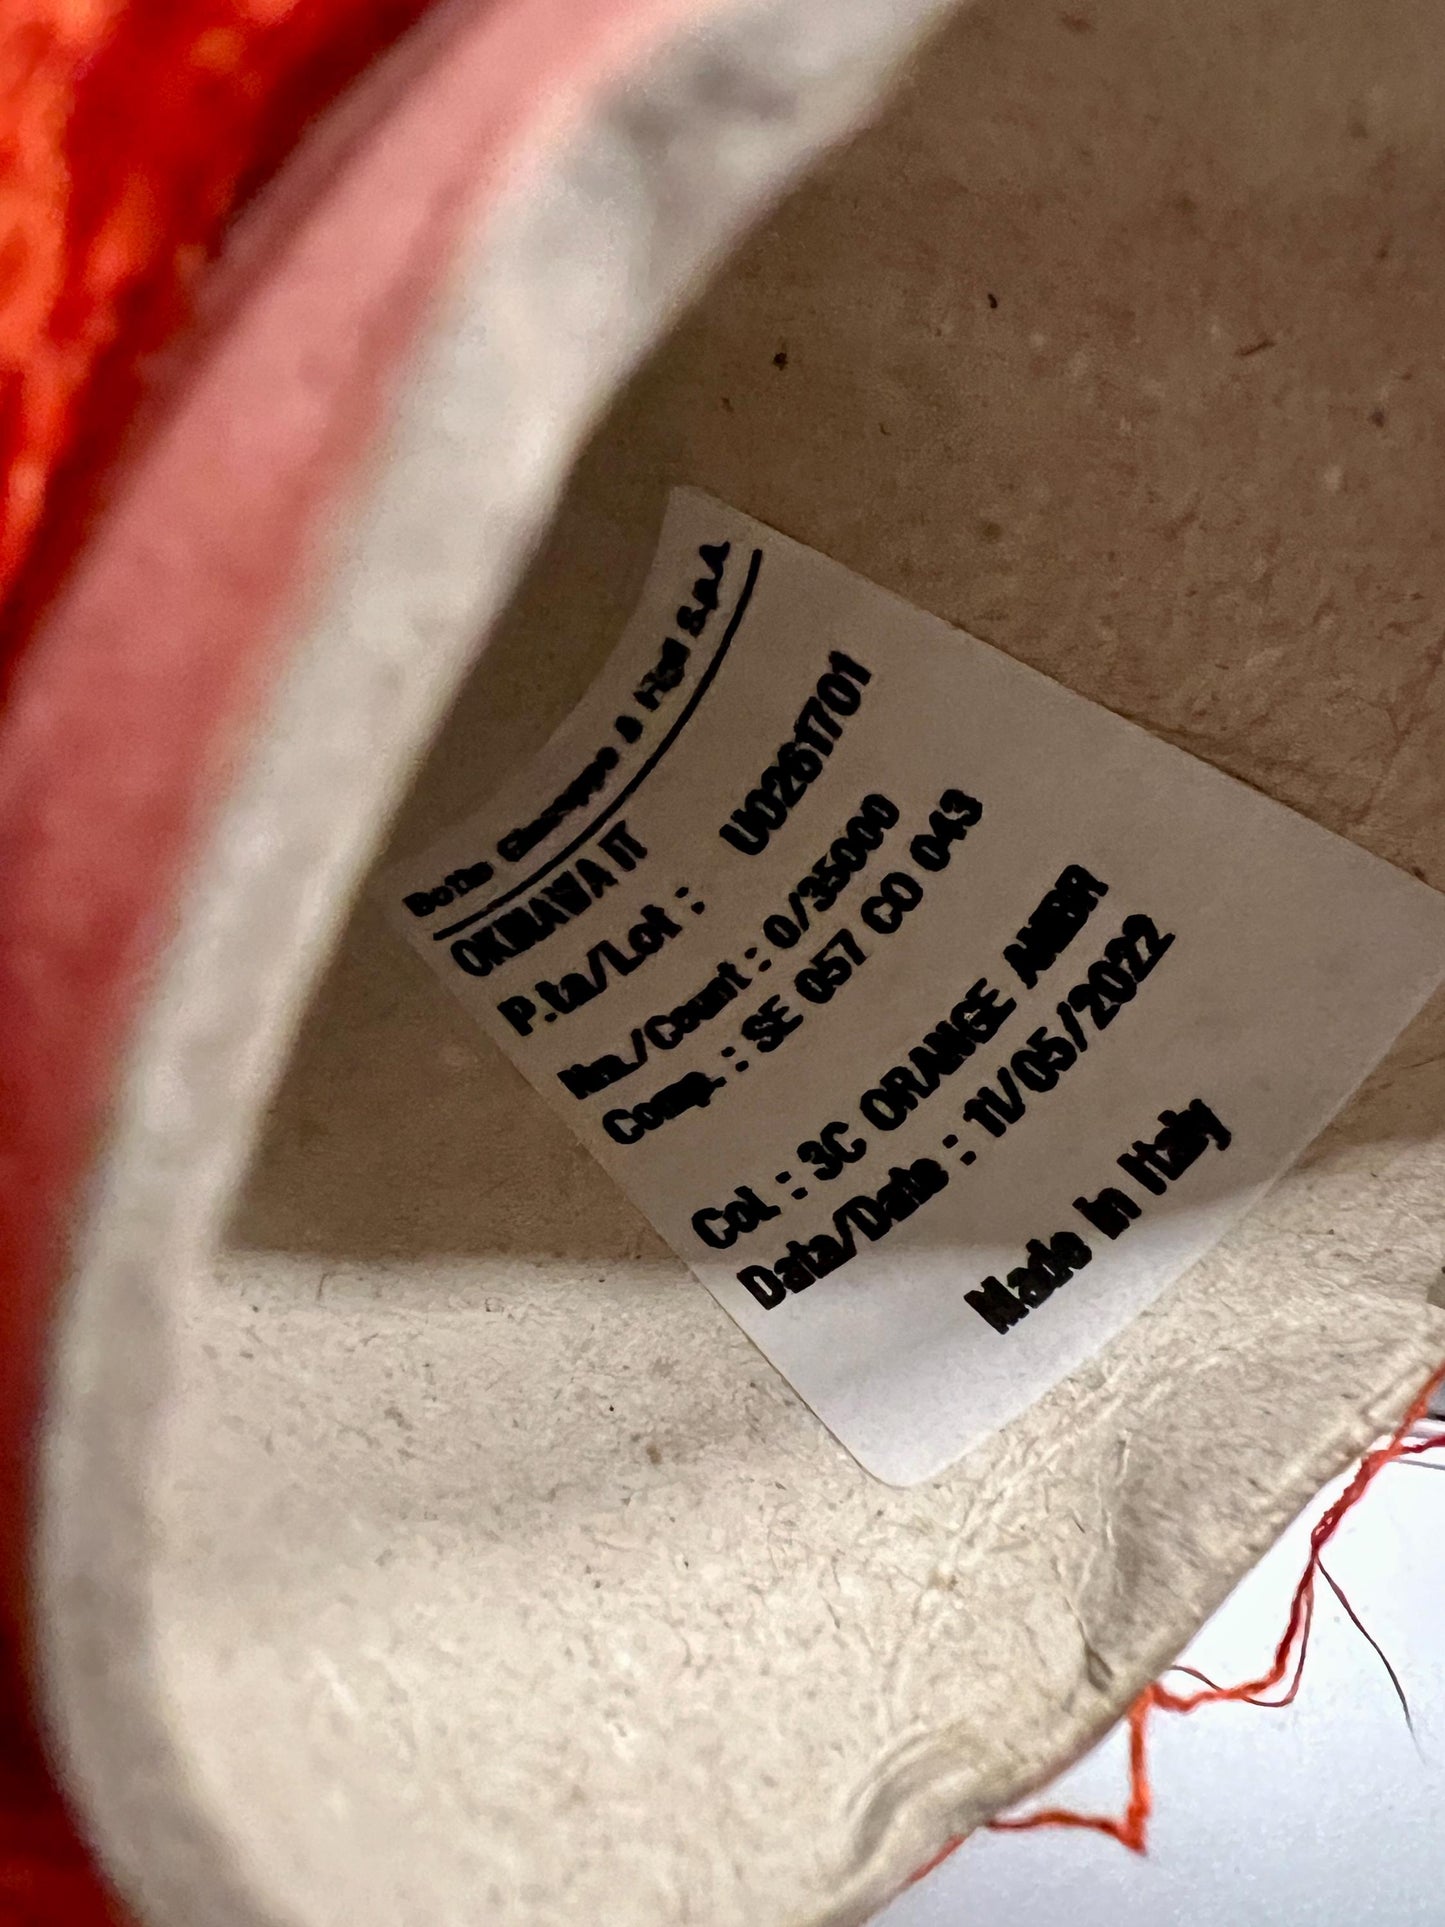 Botto Giuseppe & Figli S.p.A
OKINAWA IT
P.ta/Lot : U0261701
Nm./Count : 0/35000
Comp. : SE 057 CO 043
Col. : 3C ORANGE AMBR
Data/Date : 11/05/2022
Made in Italy